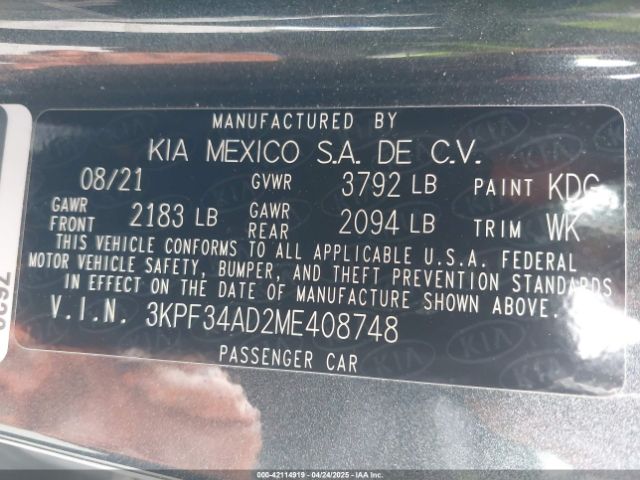 MANUFACTURED BY
KIA MEXICO S.A. DE C.V.
08/21 GVWR 3792 LB PAINT KDG
GAWR FRONT 2183 LB GAWR REAR 2094 LB TRIM WK
THIS VEHICLE CONFORMS TO ALL APPLICABLE U.S.A. FEDERAL
MOTOR VEHICLE SAFETY, BUMPER, AND THEFT PREVENTION STANDARDS
IN EFFECT ON THE DATE OF MANUFACTURE SHOWN ABOVE.
V.I.N. 3KPF34AD2ME408748
PASSENGER CAR
000-42114919 - 04/24/2025 - IAA Inc.